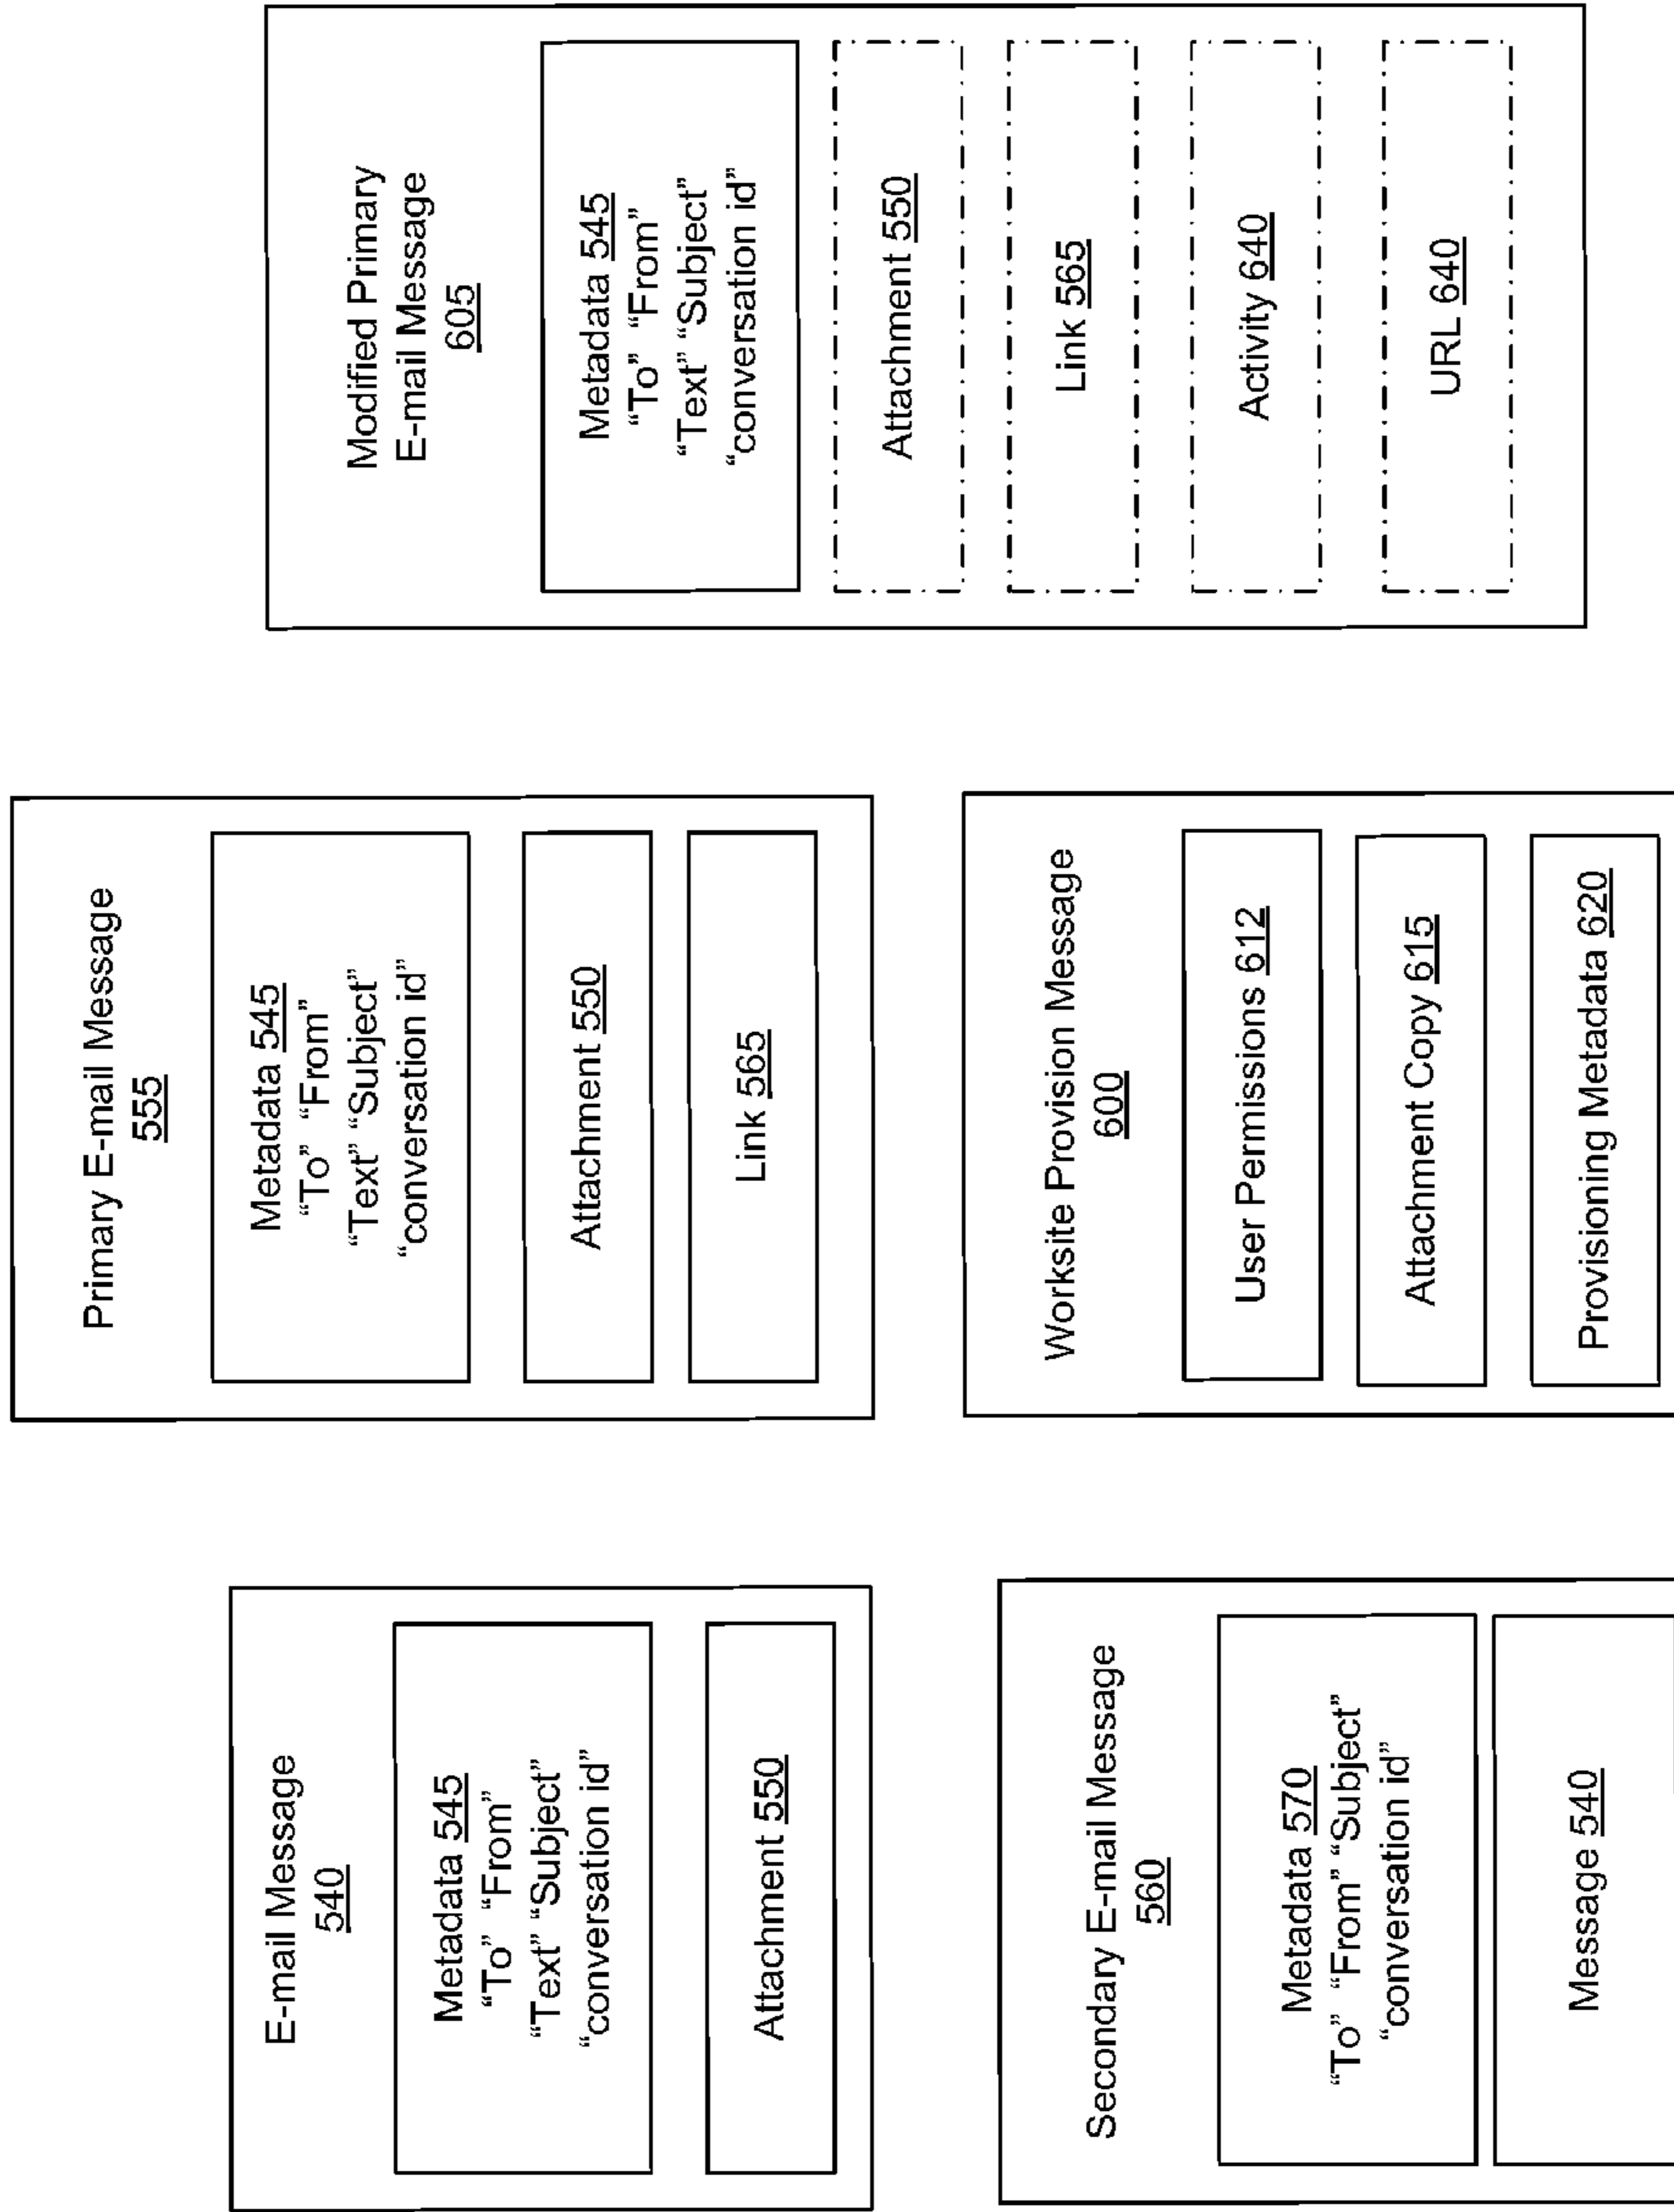 E-mail Message
540
Metadata 545
“To” “From”
“Text” “Subject”
“conversation id”
Attachment 550
Primary E-mail Message
555
Metadata 545
“To” “From”
“Text” “Subject”
“conversation id”
Attachment 550
Link 565
Modified Primary
E-mail Message
605
Metadata 545
“To” “From”
“Text” “Subject”
“conversation id”
Attachment 550
Link 565
Activity 640
URL 640
Secondary E-mail Message
560
Metadata 570
“To” “From” “Subject”
“conversation id”
Message 540
Worksite Provision Message
600
User Permissions 612
Attachment Copy 615
Provisioning Metadata 620